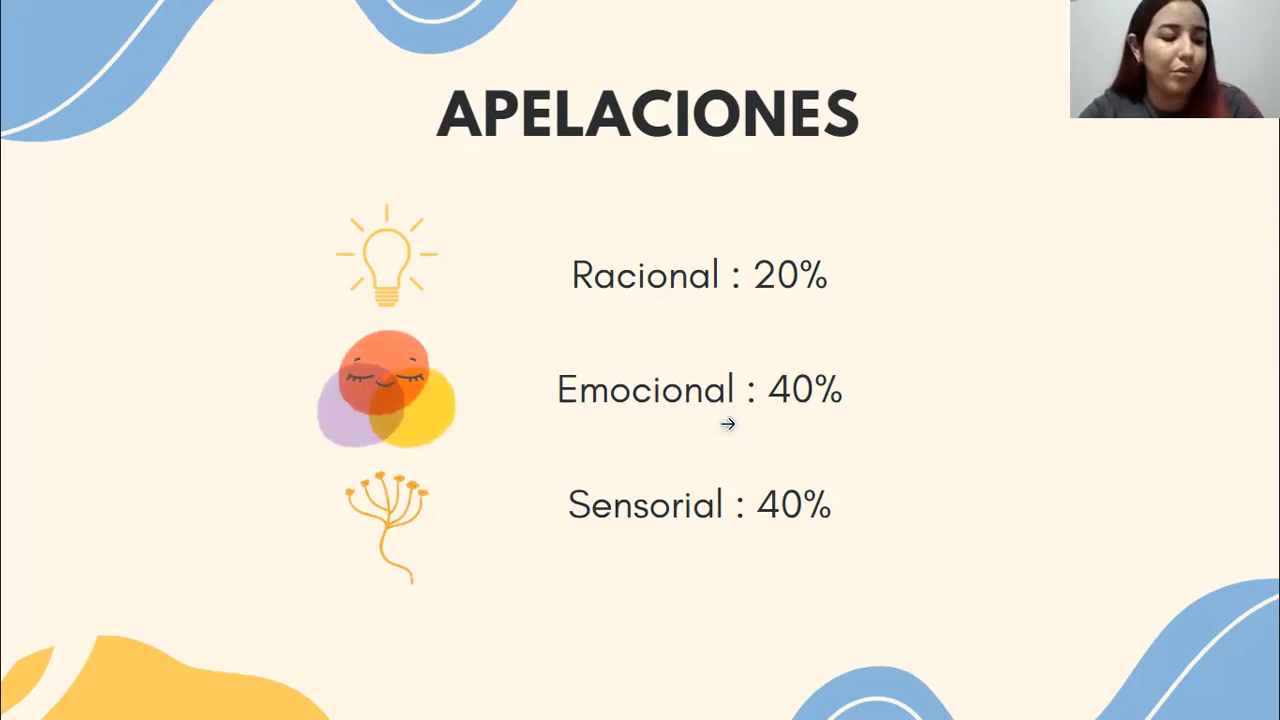 APELACIONES
Racional : 20%
Emocional : 40%
Sensorial : 40%